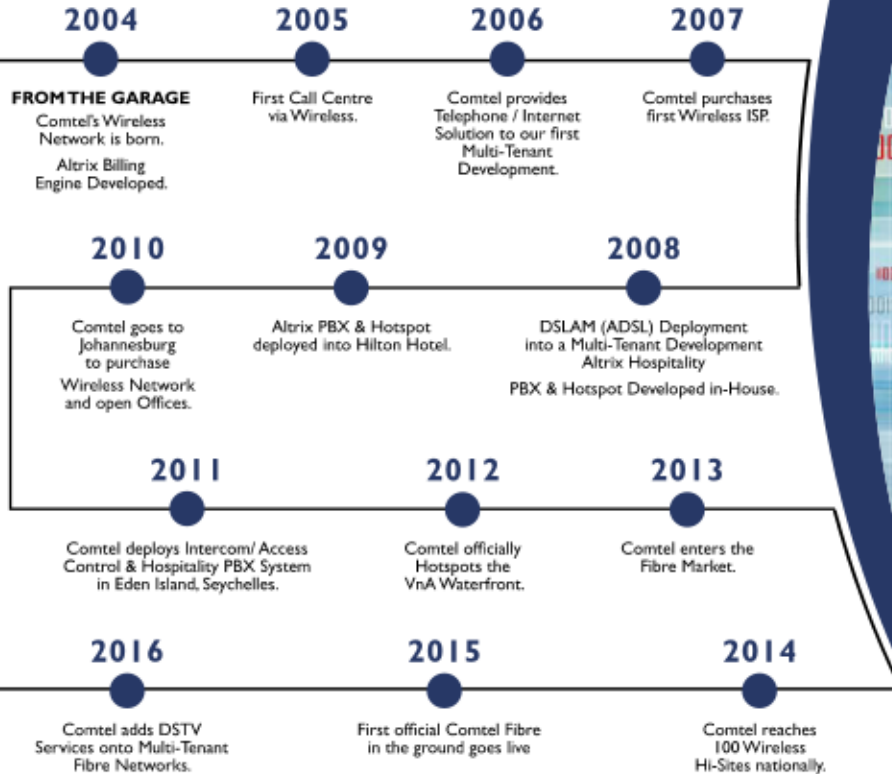 2004
FROM THE GARAGE
Comtel's Wireless
Network is born.
Altrix Billing
Engine Developed.
2005
First Call Centre
via Wireless.
2006
Comtel provides
Telephone / Internet
Solution to our first
Multi-Tenant
Development.
2007
Comtel purchases
first Wireless ISP.
2008
DSLAM (ADSL) Deployment
into a Multi-Tenant Development
Altrix Hospitality
PBX & Hotspot Developed in-House.
2009
Altrix PBX & Hotspot
deployed into Hilton Hotel.
2010
Comtel goes to
Johannesburg
to purchase
Wireless Network
and open Offices.
2011
Comtel deploys Intercom/ Access
Control & Hospitality PBX System
in Eden Island, Seychelles.
2012
Comtel officially
Hotspots the
VnA Waterfront.
2013
Comtel enters the
Fibre Market.
2014
Comtel reaches
100 Wireless
Hi-Sites nationally.
2015
First official Comtel Fibre
in the ground goes live
2016
Comtel adds DSTV
Services onto Multi-Tenant
Fibre Networks.